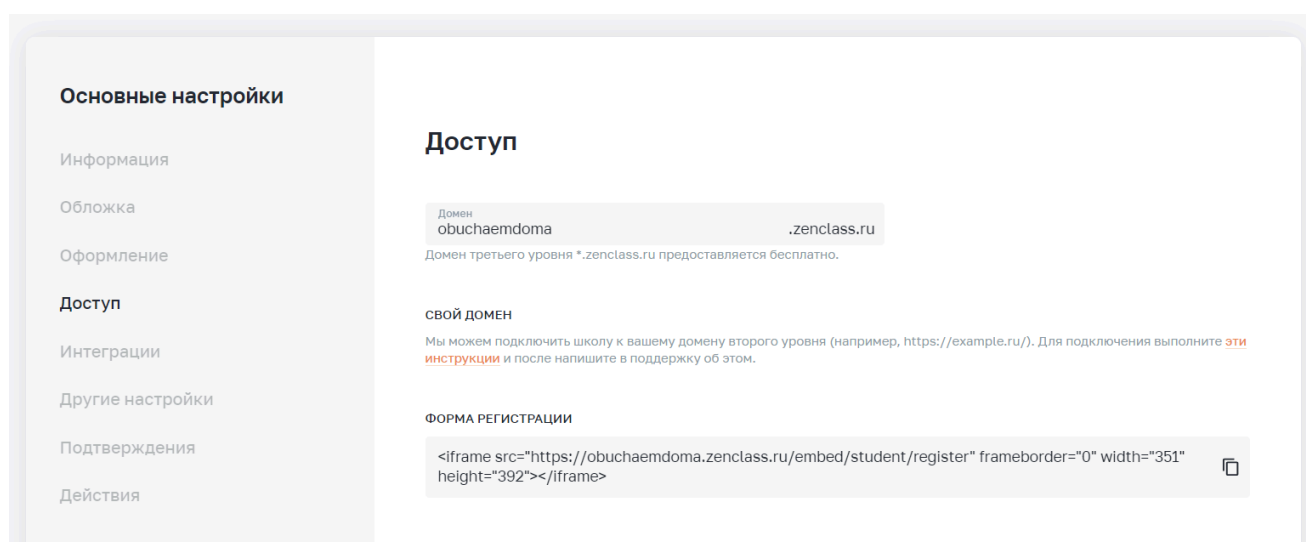 Основные настройки
Информация
Обложка
Оформление
Доступ
Интеграции
Другие настройки
Подтверждения
Действия
Доступ
Домен
obuchaemdoma .zenclass.ru
Домен третьего уровня *.zenclass.ru предоставляется бесплатно.
СВОЙ ДОМЕН
Мы можем подключить школу к вашему домену второго уровня (например, https://example.ru/). Для подключения выполните эти
инструкции и после напишите в поддержку об этом.
ФОРМА РЕГИСТРАЦИИ
<iframe src="https://obuchaemdoma.zenclass.ru/embed/student/register" frameborder="0" width="351"
height="392"></iframe>